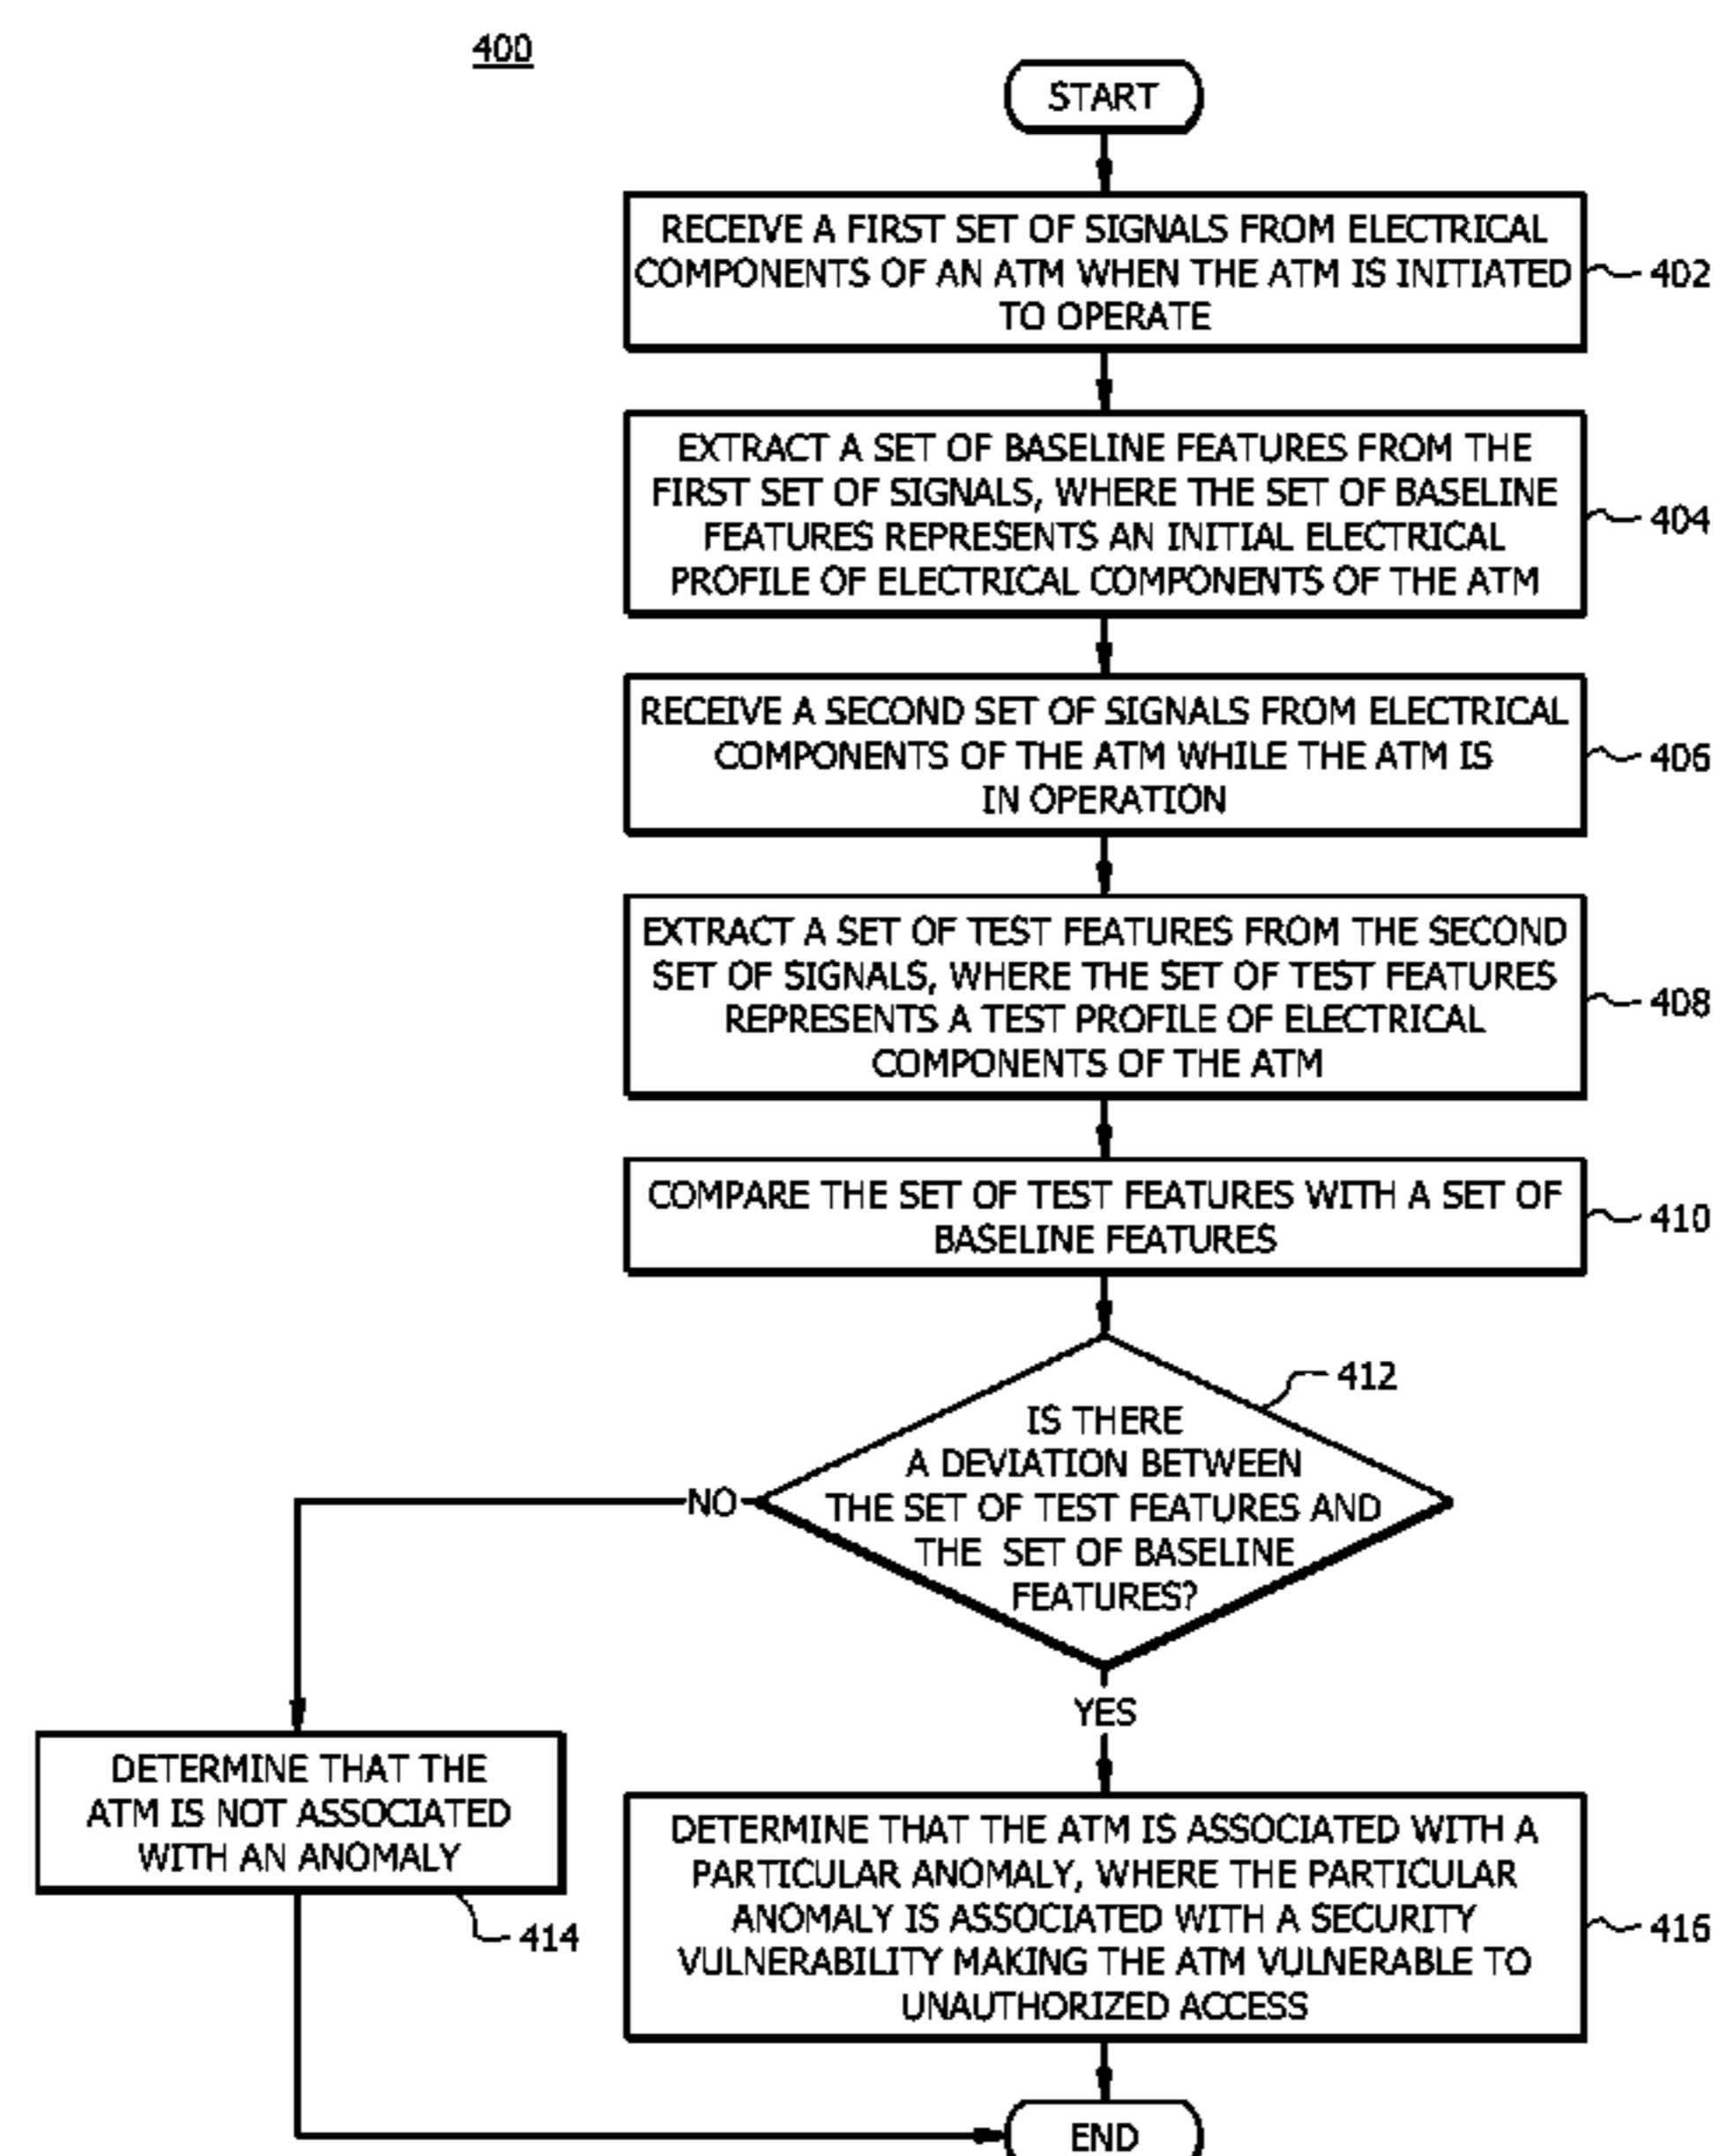 400
START
RECEIVE A FIRST SET OF SIGNALS FROM ELECTRICAL
COMPONENTS OF AN ATM WHEN THE ATM IS INITIATED
TO OPERATE
402
EXTRACT A SET OF BASELINE FEATURES FROM THE
FIRST SET OF SIGNALS, WHERE THE SET OF BASELINE
FEATURES REPRESENTS AN INITIAL ELECTRICAL
PROFILE OF ELECTRICAL COMPONENTS OF THE ATM
404
RECEIVE A SECOND SET OF SIGNALS FROM ELECTRICAL
COMPONENTS OF THE ATM WHILE THE ATM IS
IN OPERATION
406
EXTRACT A SET OF TEST FEATURES FROM THE SECOND
SET OF SIGNALS, WHERE THE SET OF TEST FEATURES
REPRESENTS A TEST PROFILE OF ELECTRICAL
COMPONENTS OF THE ATM
408
COMPARE THE SET OF TEST FEATURES WITH A SET OF
BASELINE FEATURES
410
412
IS THERE
A DEVIATION BETWEEN
THE SET OF TEST FEATURES AND
THE SET OF BASELINE
FEATURES?
NO
YES
DETERMINE THAT THE
ATM IS NOT ASSOCIATED
WITH AN ANOMALY
414
DETERMINE THAT THE ATM IS ASSOCIATED WITH A
PARTICULAR ANOMALY, WHERE THE PARTICULAR
ANOMALY IS ASSOCIATED WITH A SECURITY
VULNERABILITY MAKING THE ATM VULNERABLE TO
UNAUTHORIZED ACCESS
416
END